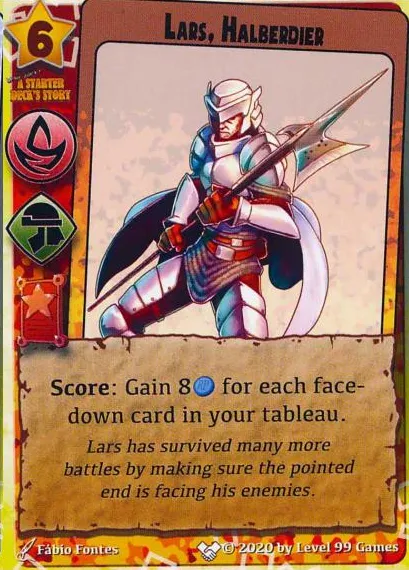 6
LARS, HALBERDIER
A STARTER
DECK'S STORY
Score: Gain 8 for each face-
down card in your tableau.
Lars has survived many more
battles by making sure the pointed
end is facing his enemies.
Fábio Fontes
© 2020 by Level 99 Games